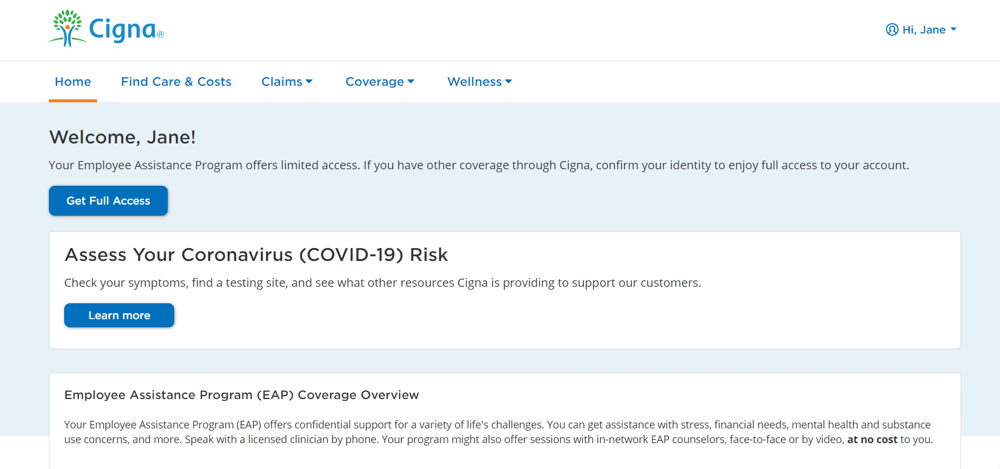 Cigna®
Hi, Jane
Home Find Care & Costs Claims Coverage Wellness
Welcome, Jane!
Your Employee Assistance Program offers limited access. If you have other coverage through Cigna, confirm your identity to enjoy full access to your account.
Get Full Access
Assess Your Coronavirus (COVID-19) Risk
Check your symptoms, find a testing site, and see what other resources Cigna is providing to support our customers.
Learn more
Employee Assistance Program (EAP) Coverage Overview
Your Employee Assistance Program (EAP) offers confidential support for a variety of life's challenges. You can get assistance with stress, financial needs, mental health and substance
use concerns, and more. Speak with a licensed clinician by phone. Your program might also offer sessions with in-network EAP counselors, face-to-face or by video, at no cost to you.